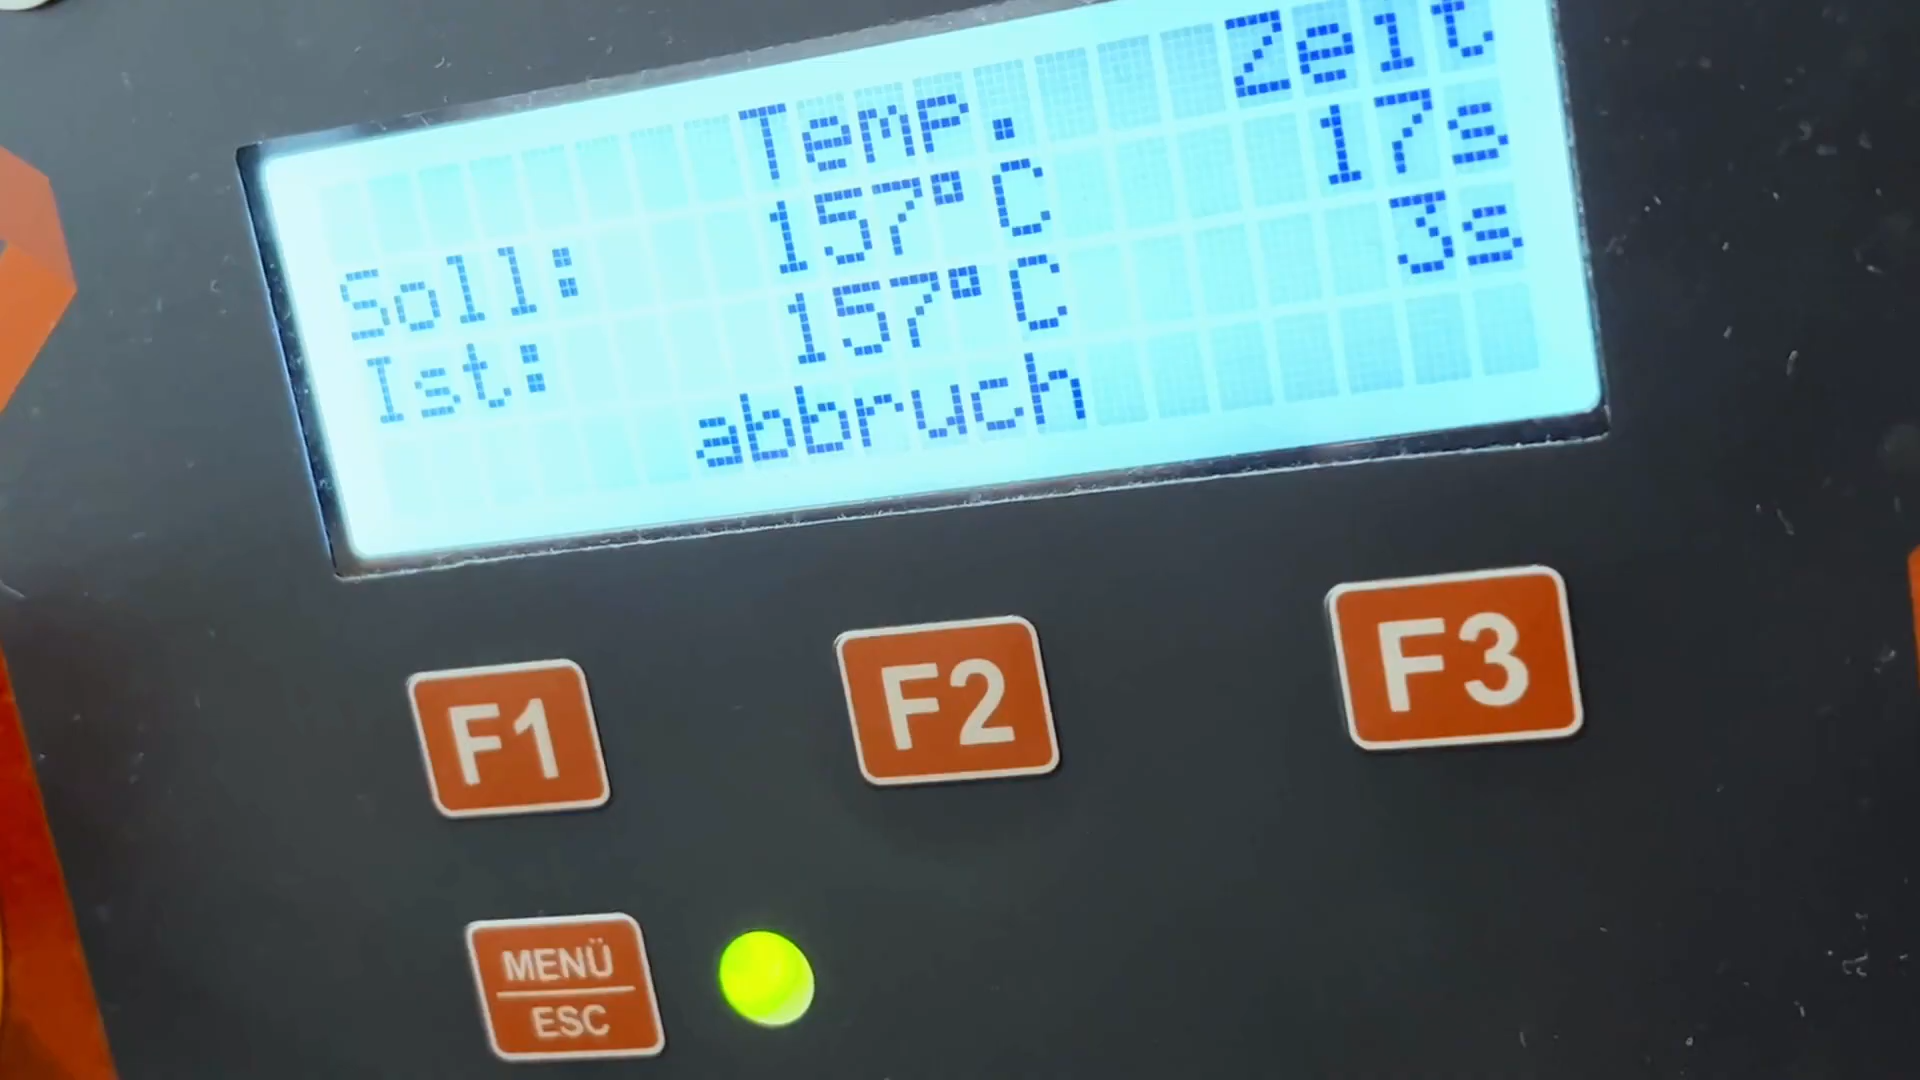 Temp. Zeit
Soll: 157°C 17s
Ist: 157°C 3s
abbruch
F1 F2 F3
MENÜ
ESC